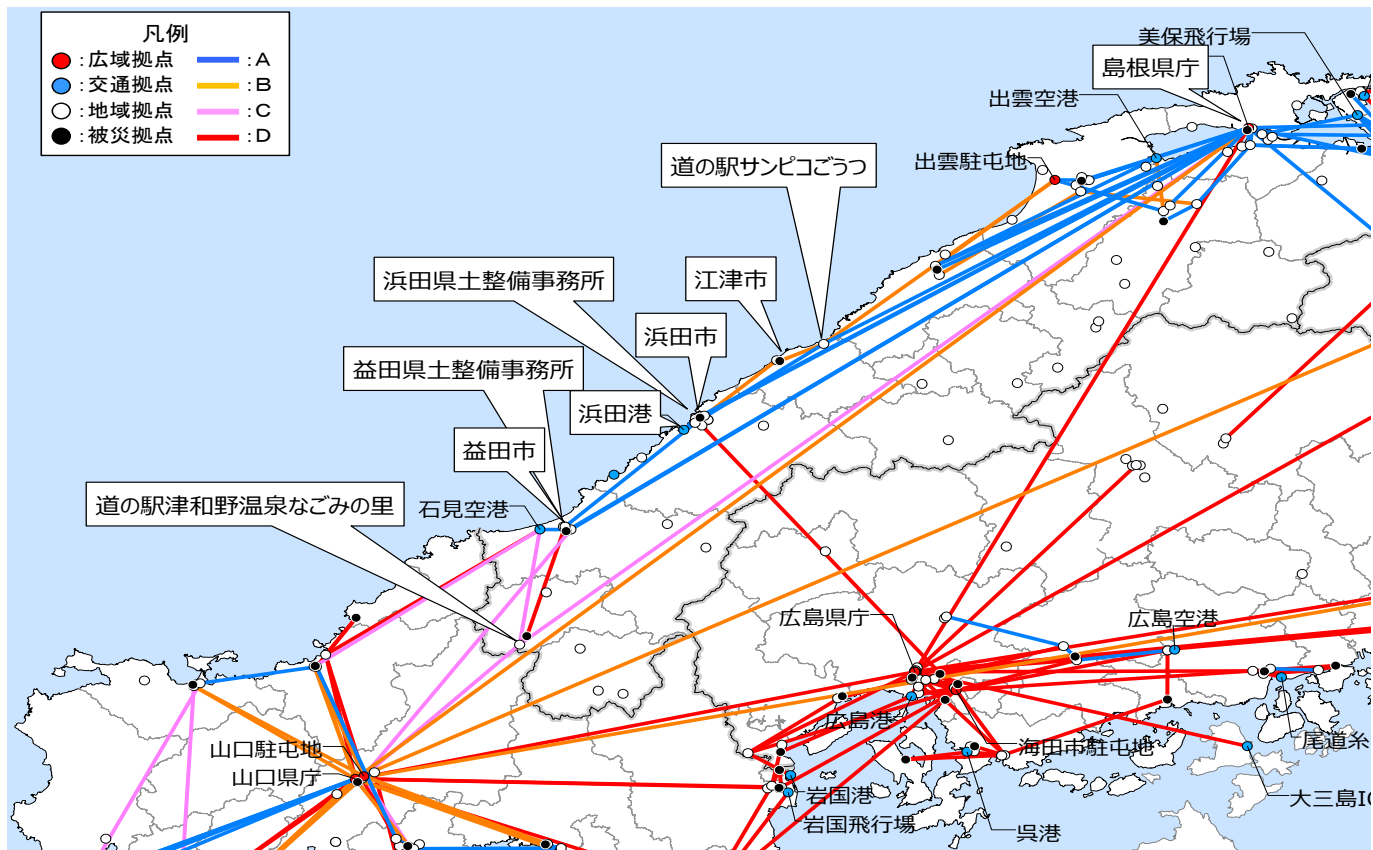 凡例
:広域拠点
:A
:交通拠点
:B
:地域拠点
:C
:被災拠点
:D
美保飛行場
島根県庁
出雲空港
出雲駐屯地
道の駅サンピコごうつ
浜田県土整備事務所
江津市
浜田市
益田県土整備事務所
浜田港
益田市
道の駅津和野温泉なごみの里
石見空港
広島県庁
広島空港
広島港
山口駐屯地
海田市駐屯地
尾道糸
山口県庁
岩国港
大三島IC
岩国飛行場
呉港